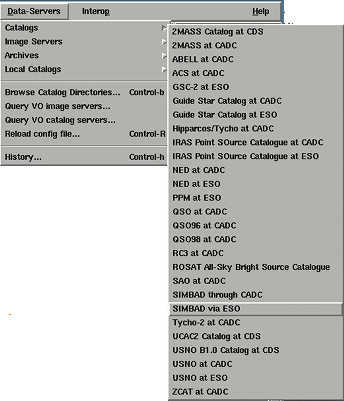 Data-Servers Interop Help
Catalogs
Image Servers
Archives
Local Catalogs
Browse Catalog Directories... Control-b
Query VO image servers...
Query VO catalog servers...
Reload config file... Control-R
History... Control-h
2MASS Catalog at CDS
2MASS at CADC
ABELL at CADC
ACS at CADC
GSC-2 at ESO
Guide Star Catalog at CADC
Guide Star Catalog at ESO
Hipparcos/Tycho at CADC
IRAS Point SOurce Catalogue at CADC
IRAS Point SOurce Catalogue at ESO
NED at CADC
NED at ESO
PPM at ESO
QSO at CADC
QSO96 at CADC
QSO98 at CADC
RC3 at CADC
ROSAT All-Sky Bright Source Catalogue
SAO at CADC
SIMBAD through CADC
SIMBAD via ESO
Tycho-2 at CADC
UCAC2 Catalog at CDS
USNO B1.0 Catalog at CDS
USNO at CADC
USNO at ESO
ZCAT at CADC